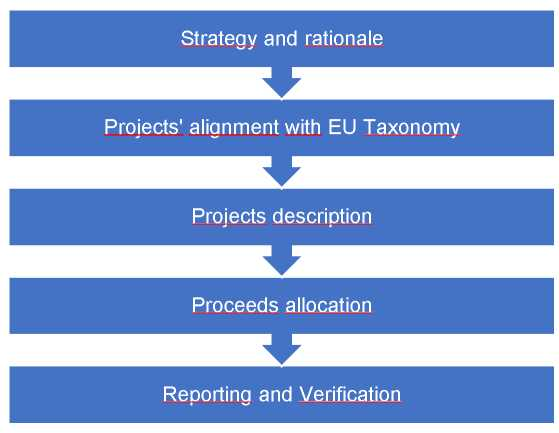 Strategy and rationale
Projects' alignment with EU Taxonomy
Projects description
Proceeds allocation
Reporting and Verification